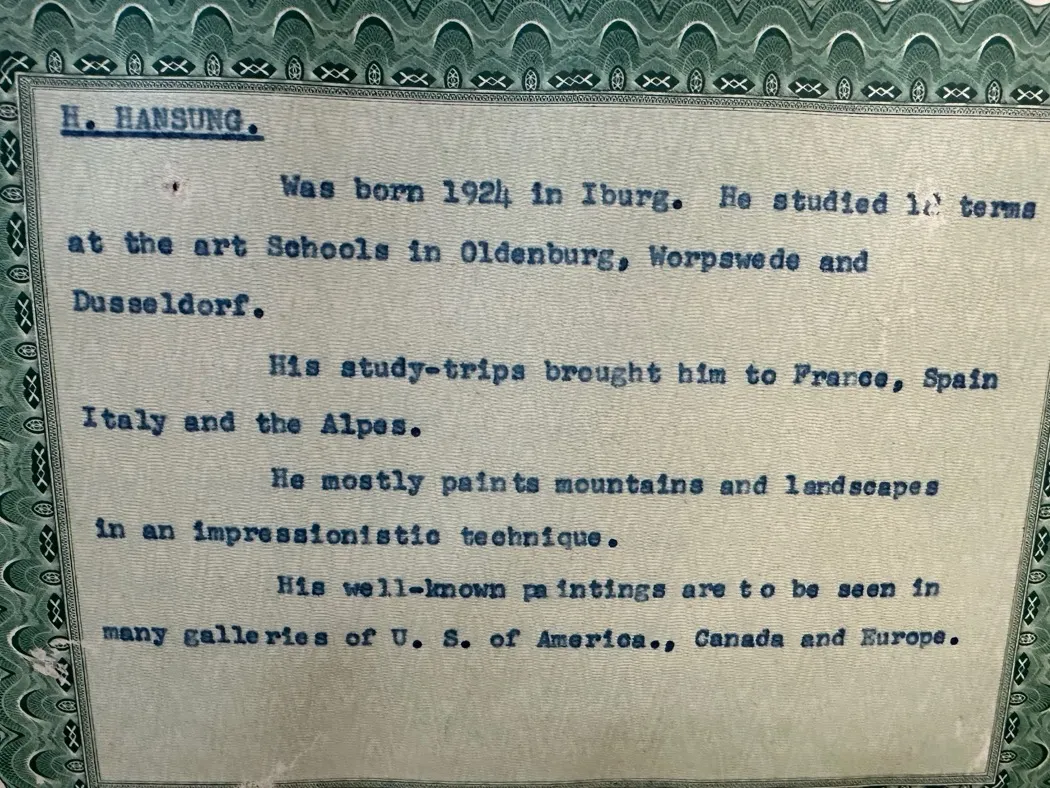 H. HANSUNG.
Was born 1924 in Iburg. He studied terms
at the art Schools in Oldenburg, Worpswede and
Dusseldorf.
His study-trips brought him to France, Spain
Italy and the Alpes.
He mostly paints mountains and landscapes
in an impressionistic technique.
His well-known paintings are to be seen in
many galleries of U. S. of America., Canada and Europe.